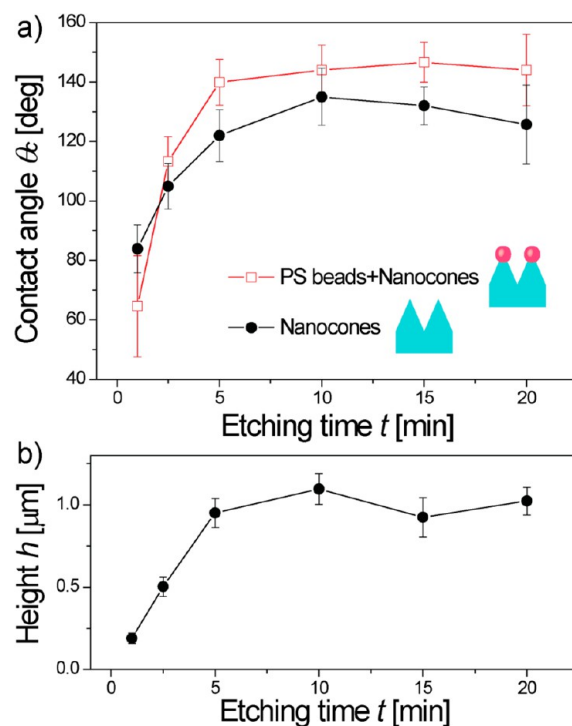 a)
160
140
120
100
80
60
40
Contact angle θc [deg]
PS beads+Nanocones
Nanocones
0 5 10 15 20
Etching time t [min]
b)
1.0
0.5
0.0
Height h [μm]
0 5 10 15 20
Etching time t [min]